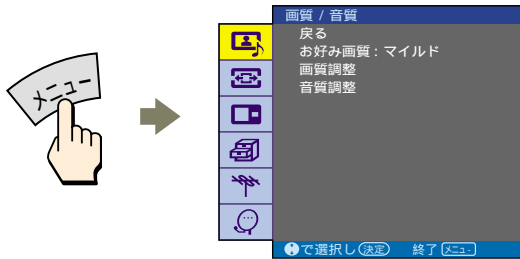 メニュー
画質 / 音質
戻る
お好み画質：マイルド
画質調整
音質調整
で選択し 決定 終了 メニュー